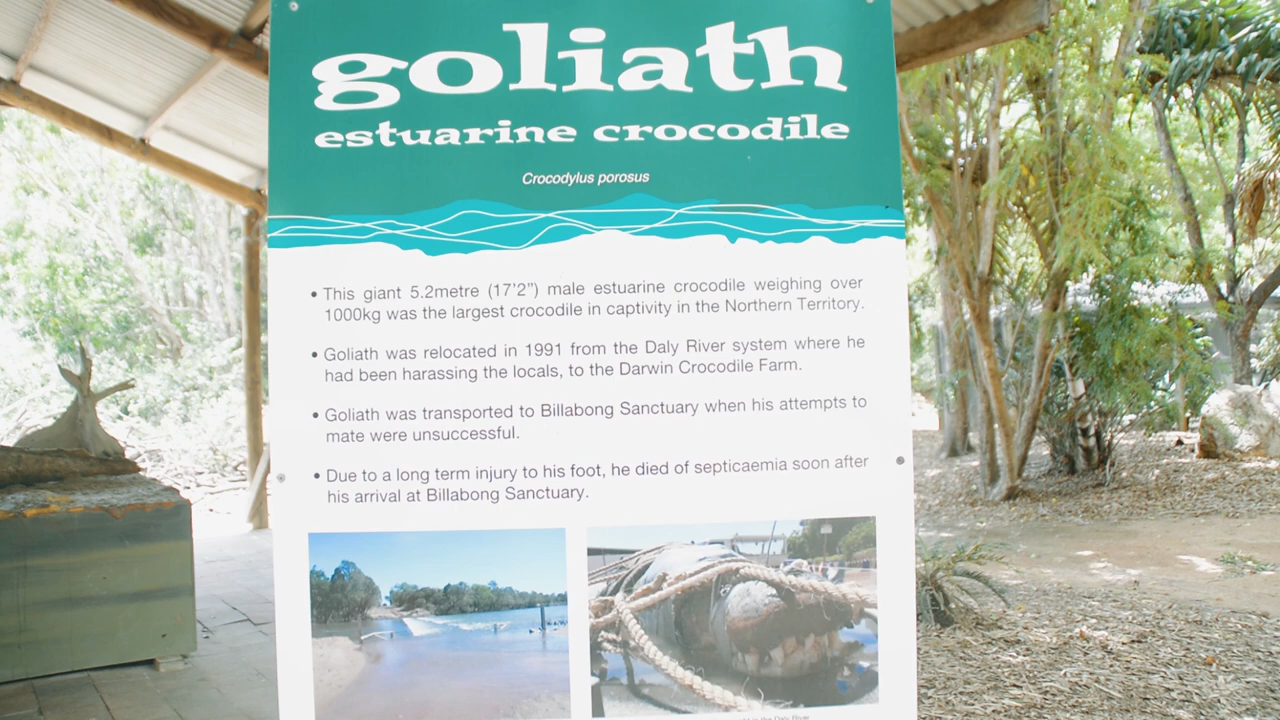 goliath
estuarine crocodile
Crocodylus porosus
• This giant 5.2metre (17'2") male estuarine crocodile weighing over
1000kg was the largest crocodile in captivity in the Northern Territory.
• Goliath was relocated in 1991 from the Daly River system where he
had been harassing the locals, to the Darwin Crocodile Farm.
• Goliath was transported to Billabong Sanctuary when his attempts to
mate were unsuccessful.
• Due to a long term injury to his foot, he died of septicaemia soon after
his arrival at Billabong Sanctuary.
in the Daly River